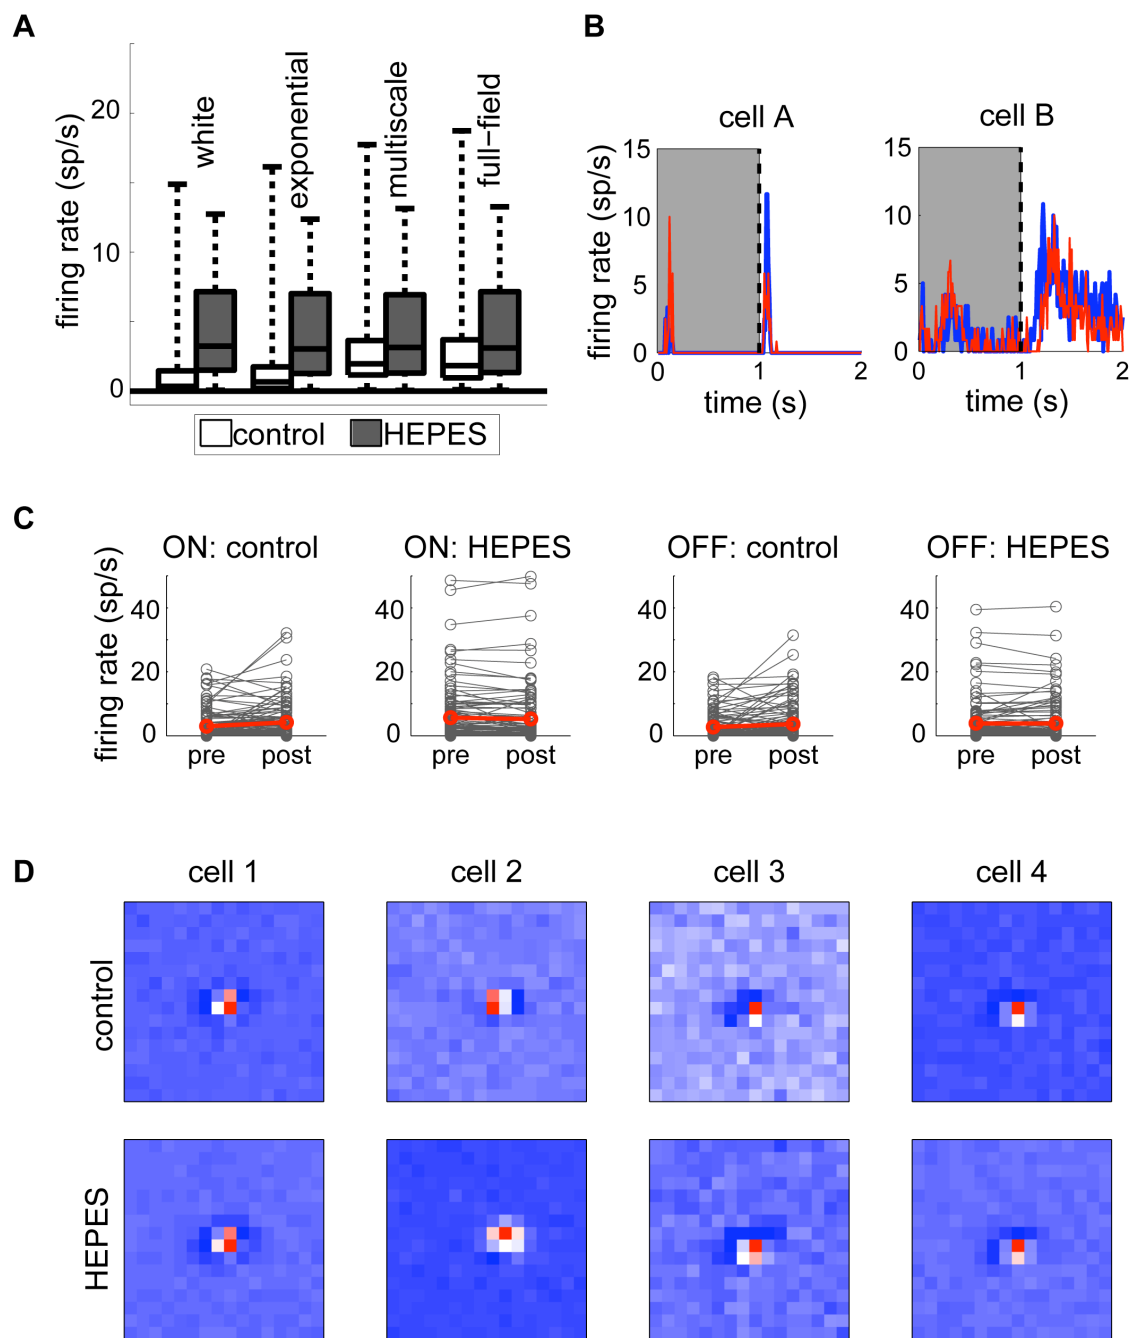 A
firing rate (sp/s)
20
10
0
white
exponential
multiscale
full-field
control
HEPES
B
cell A
firing rate (sp/s)
15
10
5
0
0
1
2
time (s)
cell B
15
10
5
0
0
1
2
time (s)
C
firing rate (sp/s)
ON: control
40
20
0
pre
post
ON: HEPES
40
20
0
pre
post
OFF: control
40
20
0
pre
post
OFF: HEPES
40
20
0
pre
post
D
cell 1
cell 2
cell 3
cell 4
control
HEPES